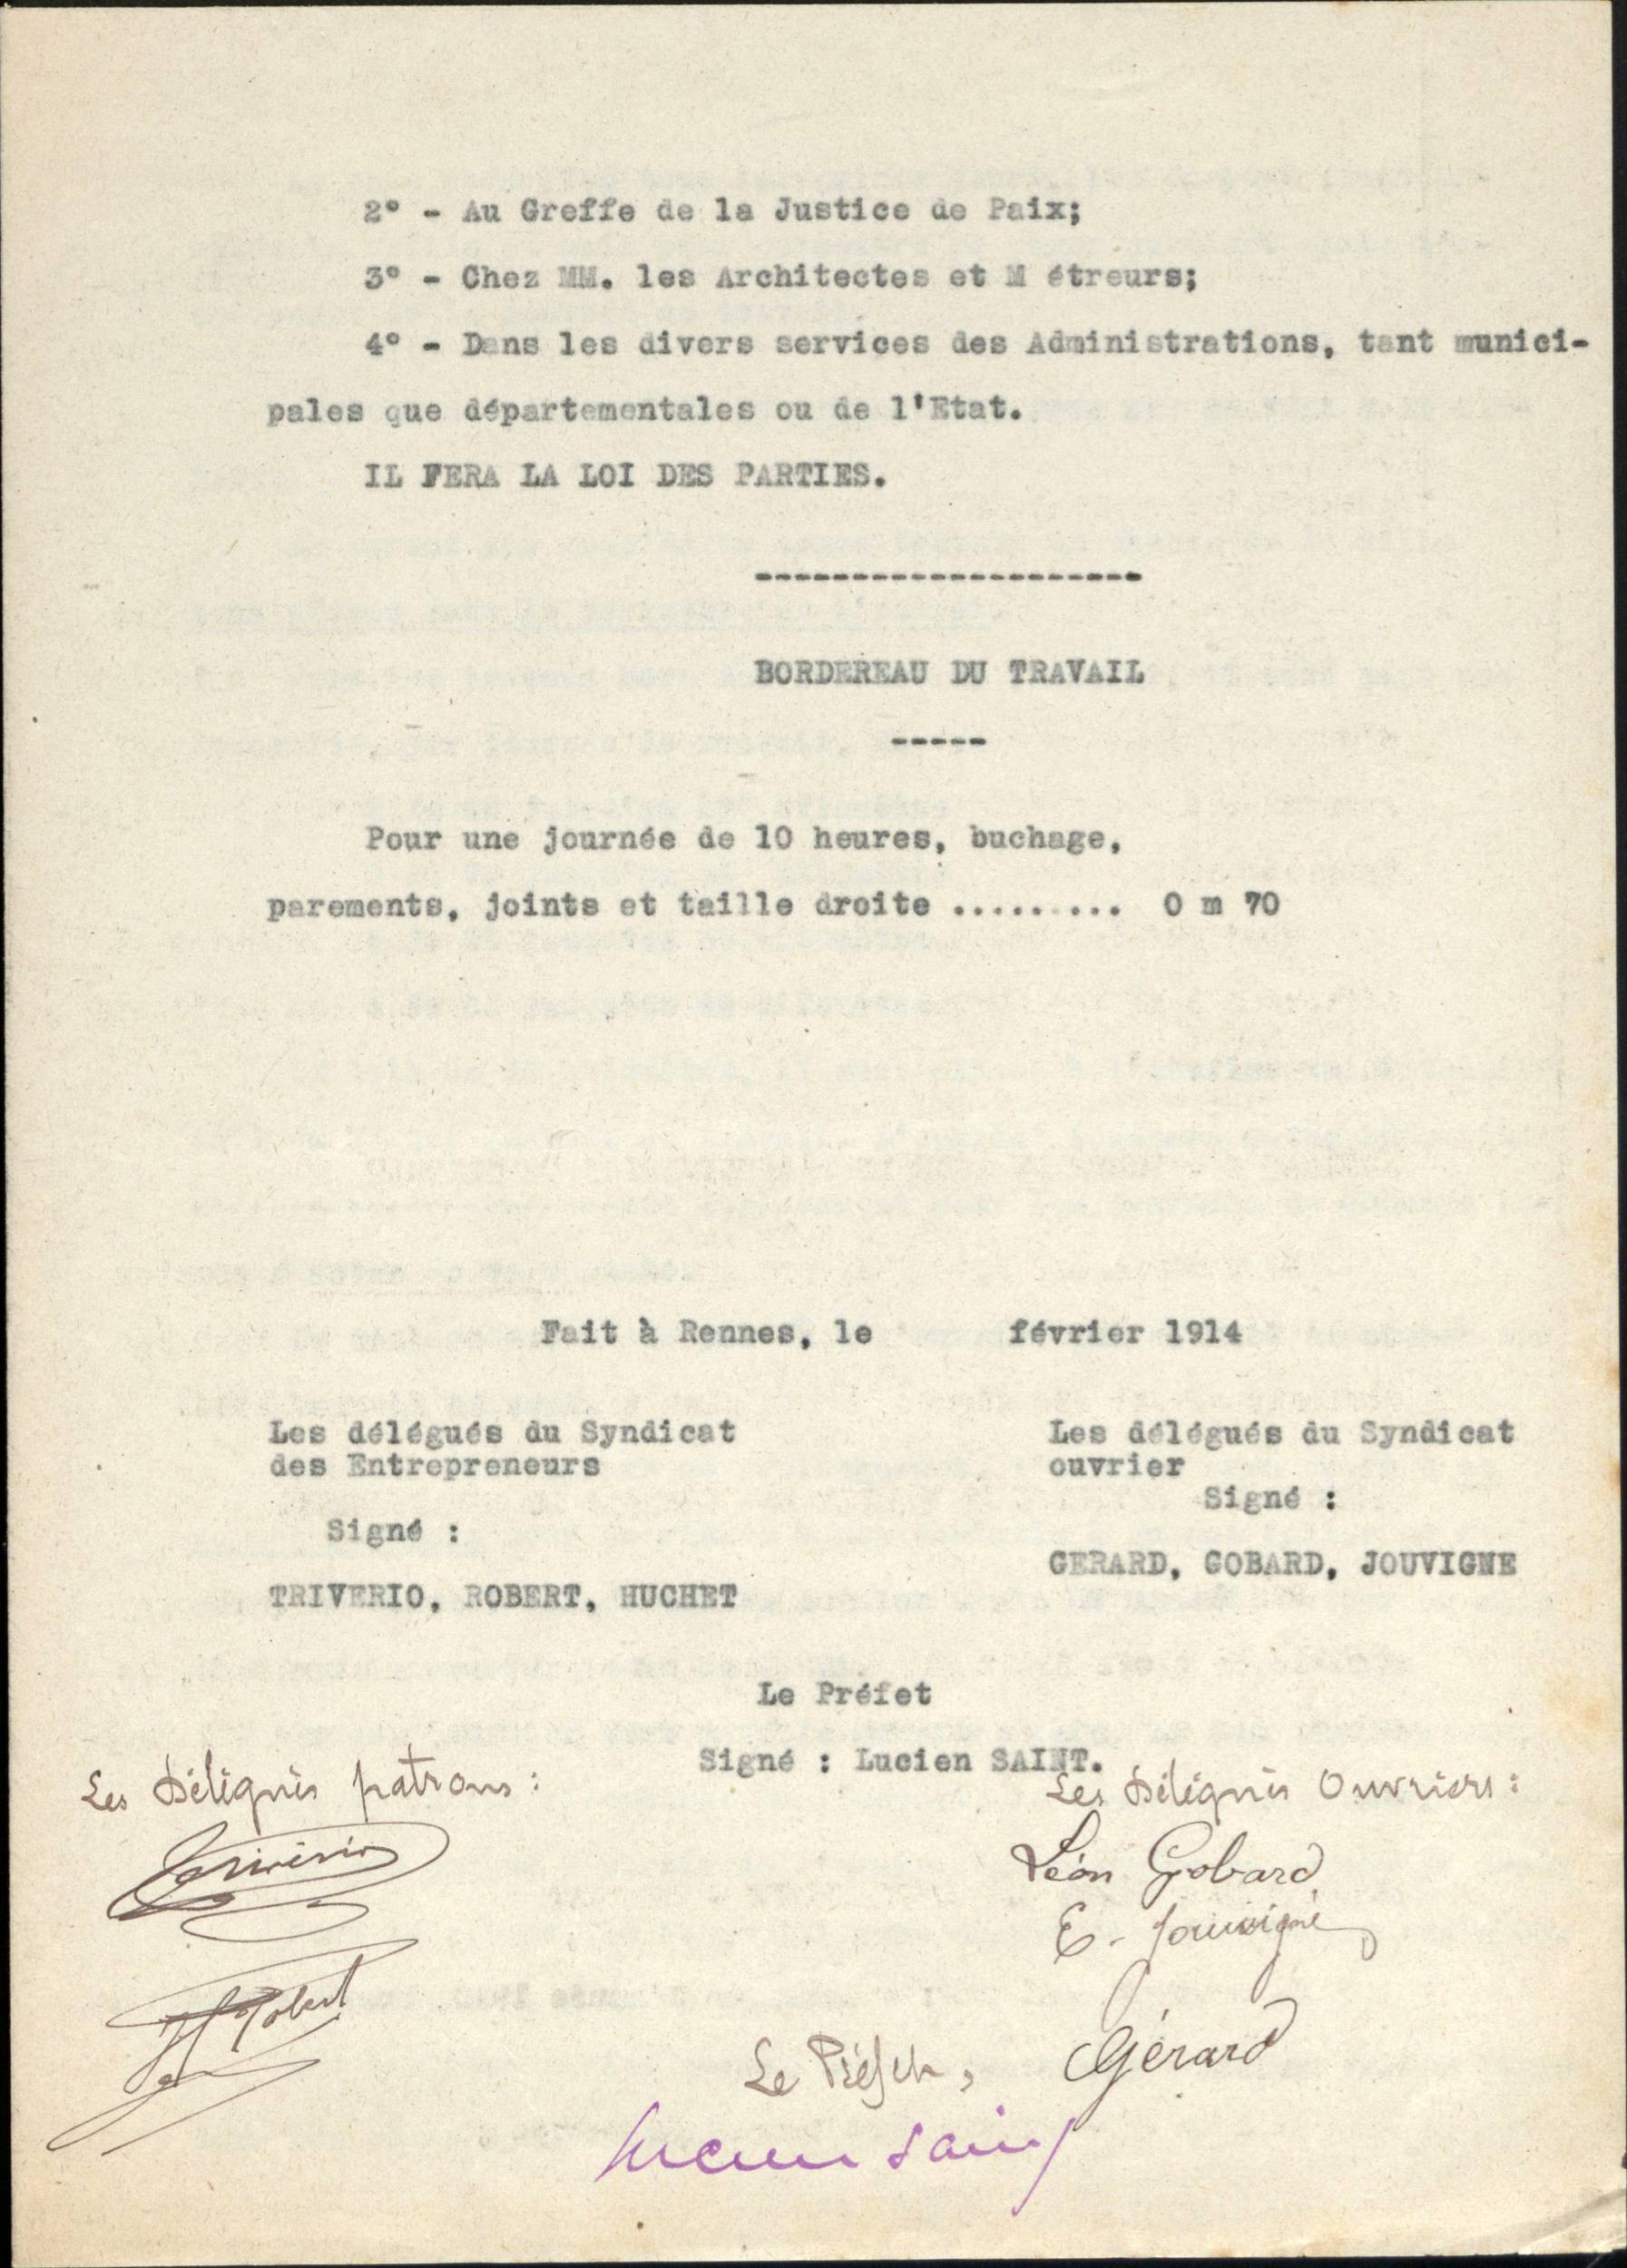 2° - Au Greffe de la Justice de Paix;
3° - Chez MM. les Architectes et M étreurs;
4° - Dans les divers services des Administrations, tant munici-
pales que départementales ou de l'Etat.
IL FERA LA LOI DES PARTIES.
--------------------
BORDEREAU DU TRAVAIL
-----
Pour une journée de 10 heures, buchage,
parements, joints et taille droite ......... 0 m 70
Fait à Rennes, le février 1914
Les délégués du Syndicat
des Entrepreneurs
Signé :
TRIVERIO, ROBERT, HUCHET
Les délégués du Syndicat
ouvrier
Signé :
GERARD, GOBARD, JOUVIGNE
Le Préfet
Signé : Lucien SAINT.
Les Délégués patrons :
Triverio
Robert
Les Délégués Ouvriers :
Léon Gobard
E. Jouvigné
Gérard
Le Préfet,
Lucien Saint